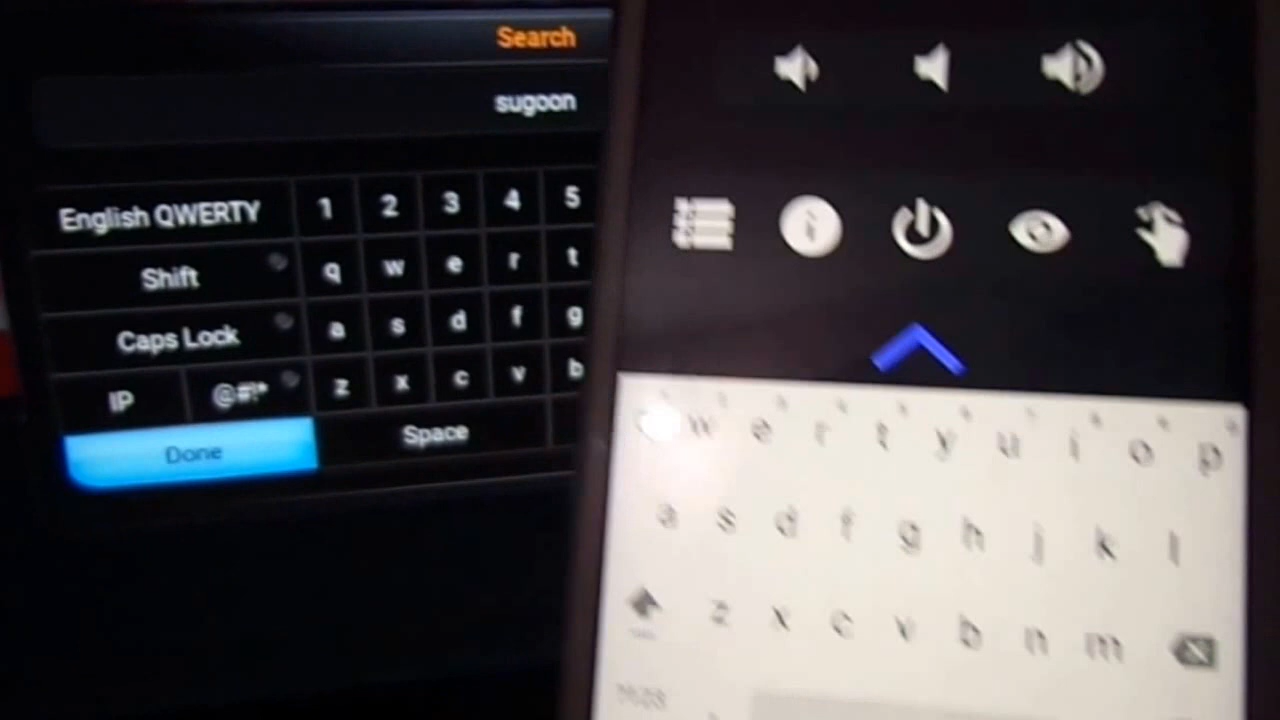 Search
sugoon
English QWERTY 1 2 3 4 5
Shift q w e r t
Caps Lock a s d f g
IP @#!* z x c v b
Done Space
w e r t y u i o p
a s d f g h j k l
z x c v b n m